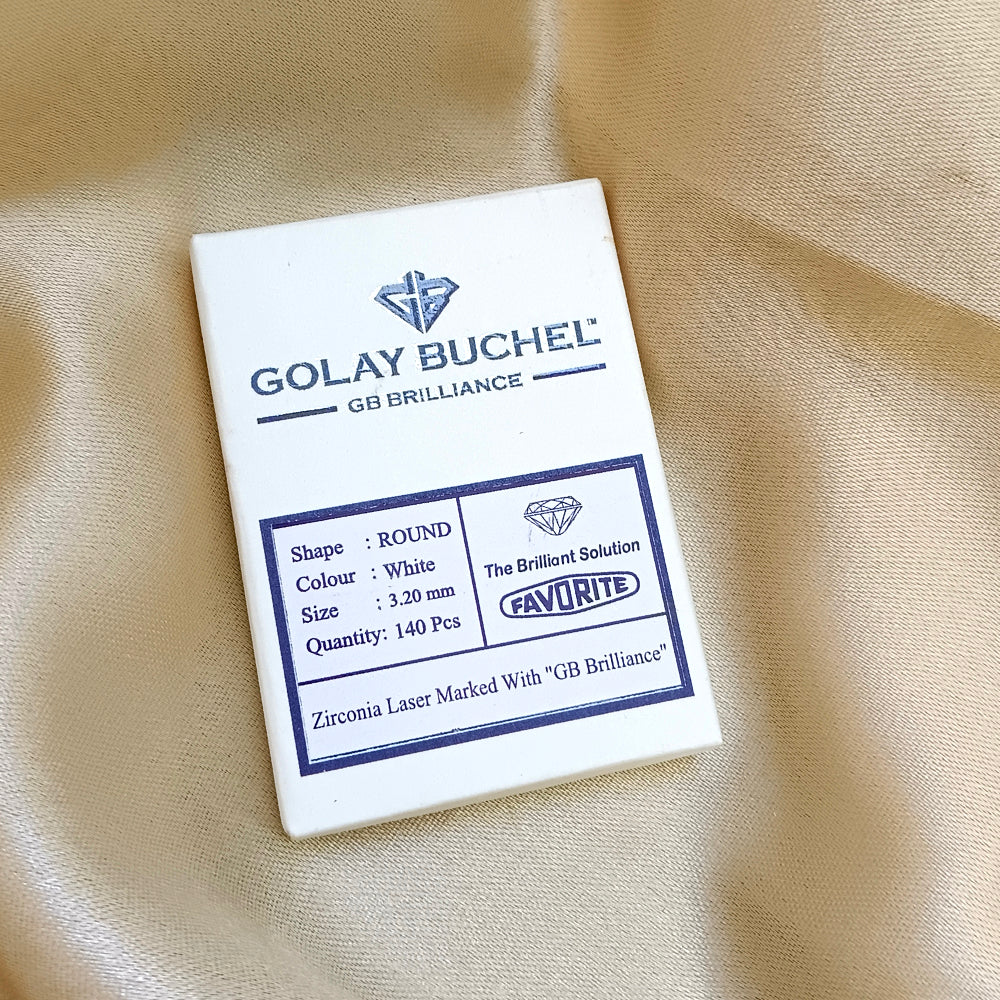 GB
GOLAY BUCHEL™
GB BRILLIANCE
Shape : ROUND
Colour : White
Size : 3.20 mm
Quantity: 140 Pcs
The Brilliant Solution
FAVORITE
Zirconia Laser Marked With "GB Brilliance"